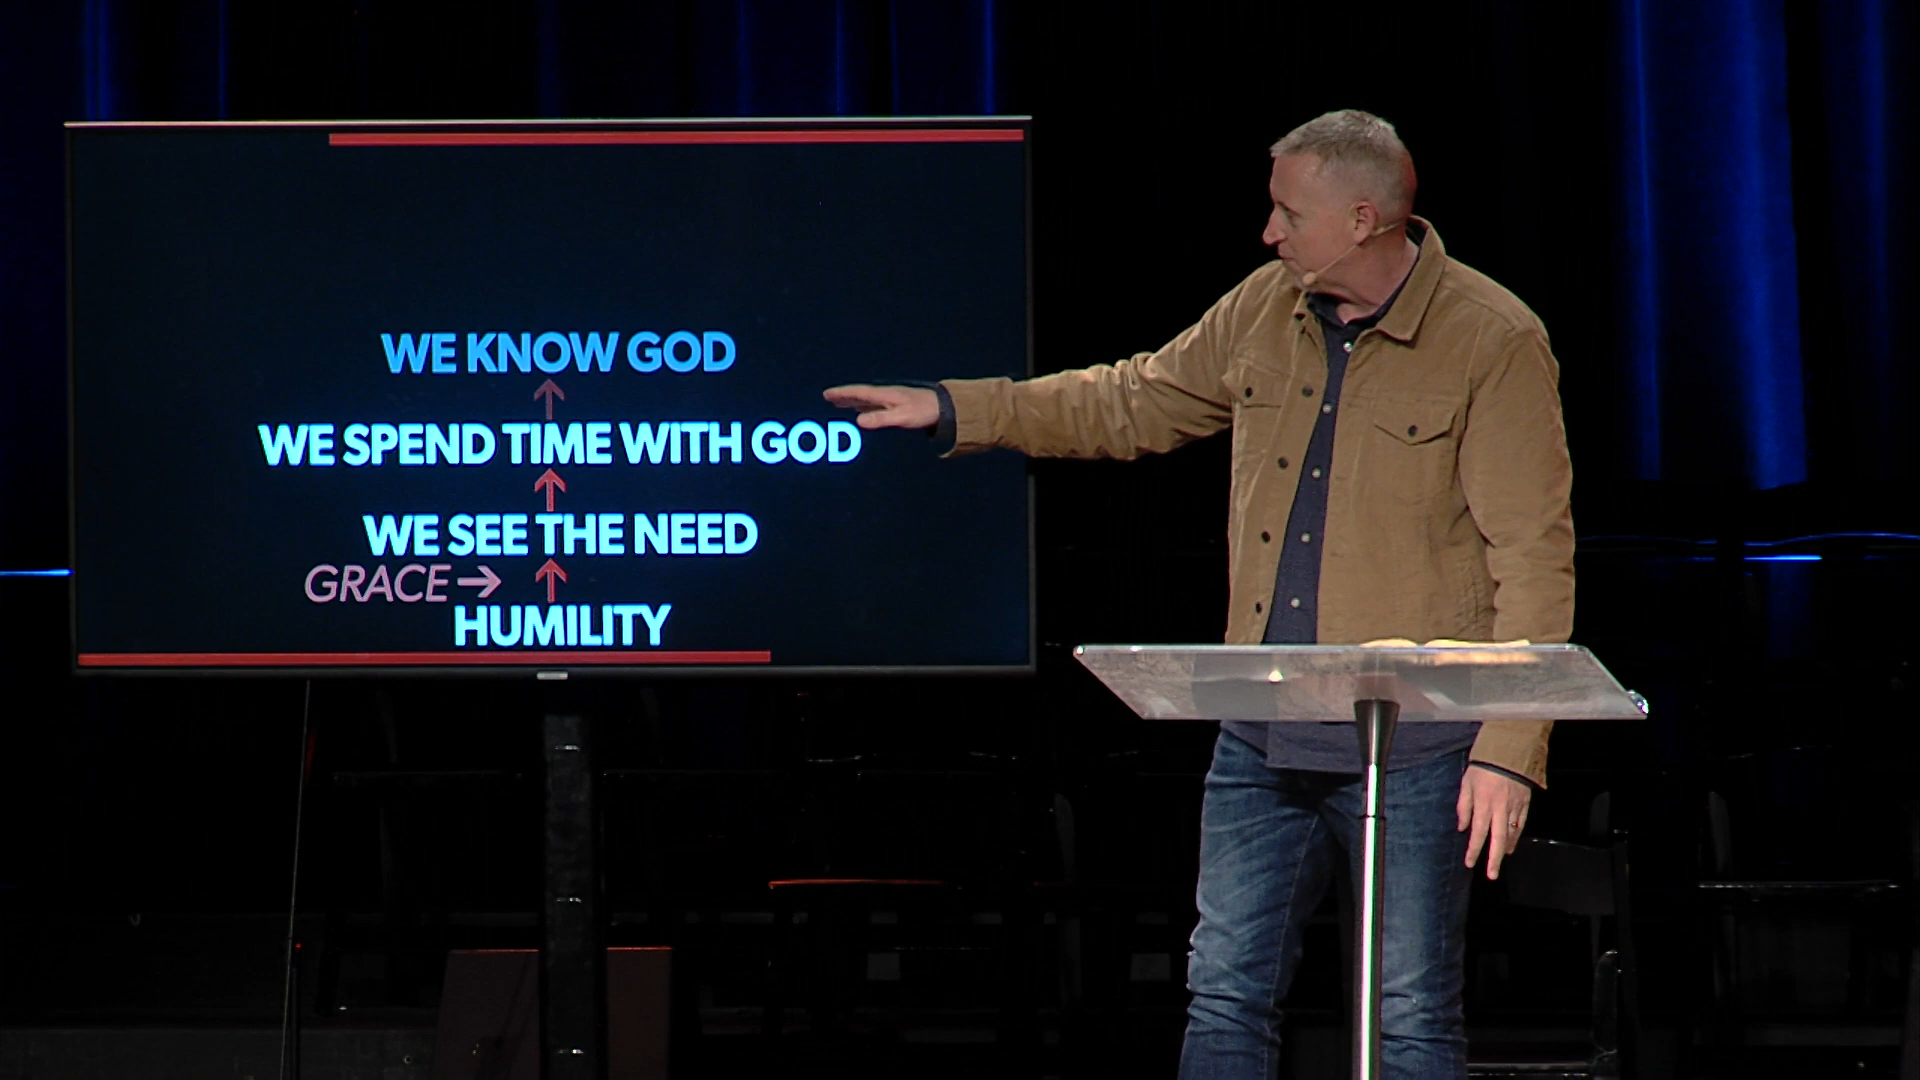 WE KNOW GOD
WE SPEND TIME WITH GOD
WE SEE THE NEED
GRACE →
HUMILITY